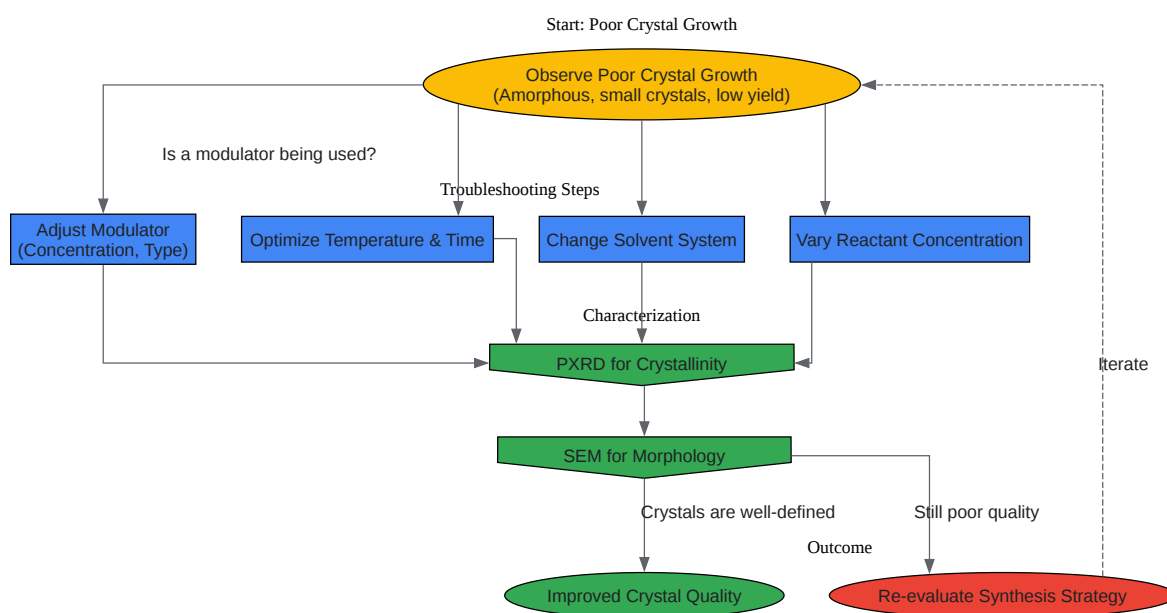 Start: Poor Crystal Growth
Observe Poor Crystal Growth
(Amorphous, small crystals, low yield)
Is a modulator being used?
Troubleshooting Steps
Adjust Modulator
(Concentration, Type)
Optimize Temperature & Time
Change Solvent System
Vary Reactant Concentration
Characterization
PXRD for Crystallinity
Iterate
SEM for Morphology
Crystals are well-defined
Still poor quality
Outcome
Improved Crystal Quality
Re-evaluate Synthesis Strategy